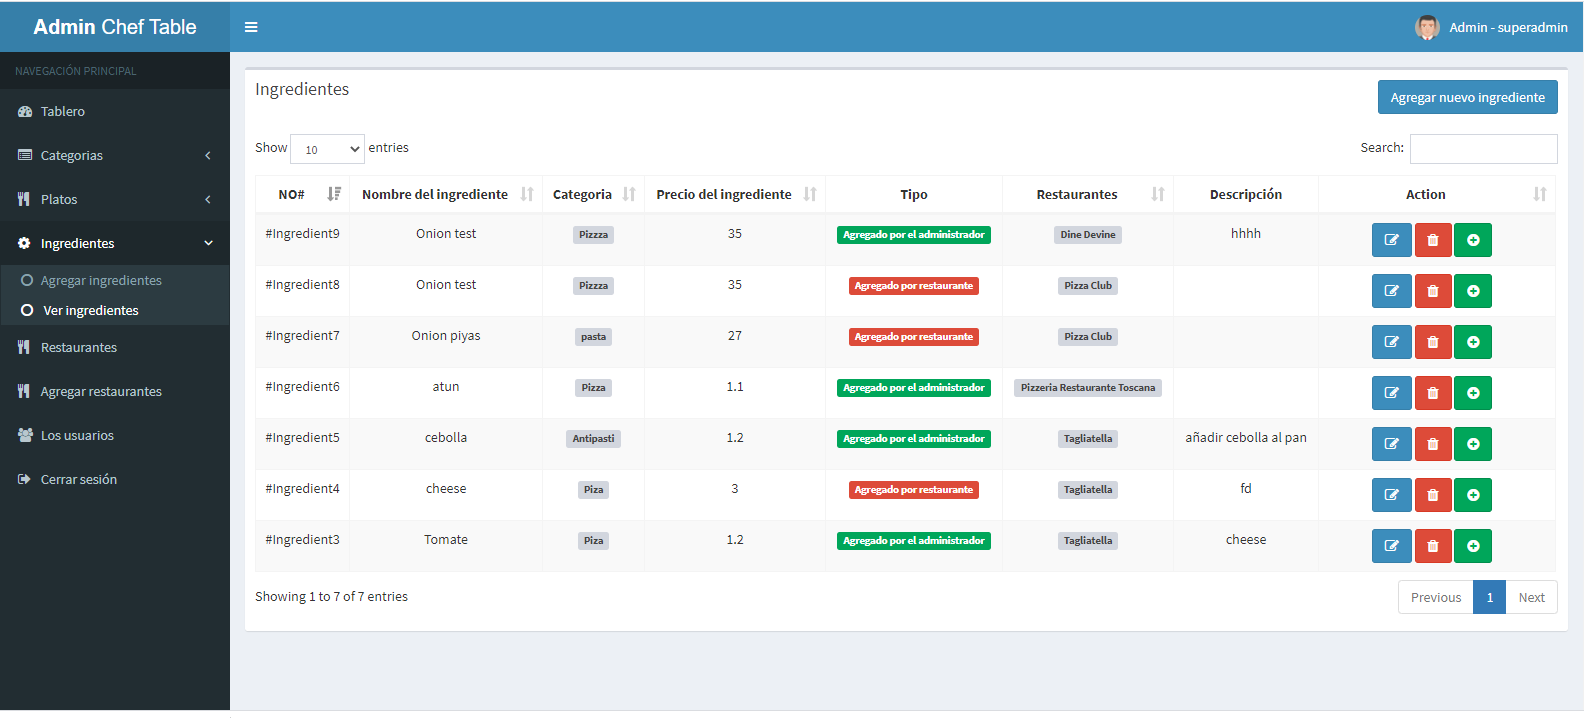 Admin Chef Table
Admin - superadmin
NAVEGACIÓN PRINCIPAL
Tablero
Categorias
Platos
Ingredientes
Agregar ingredientes
Ver ingredientes
Restaurantes
Agregar restaurantes
Los usuarios
Cerrar sesión
Ingredientes
Agregar nuevo ingrediente
Show 10 entries
Search:
NO# Nombre del ingrediente Categoria Precio del ingrediente Tipo Restaurantes Descripción Action
#Ingredient9 Onion test Pizzza 35 Agregado por el administrador Dine Devine hhhh
#Ingredient8 Onion test Pizzza 35 Agregado por restaurante Pizza Club
#Ingredient7 Onion piyas pasta 27 Agregado por restaurante Pizza Club
#Ingredient6 atun Pizza 1.1 Agregado por el administrador Pizzeria Restaurante Toscana
#Ingredient5 cebolla Antipasti 1.2 Agregado por el administrador Tagliatella añadir cebolla al pan
#Ingredient4 cheese Piza 3 Agregado por restaurante Tagliatella fd
#Ingredient3 Tomate Piza 1.2 Agregado por el administrador Tagliatella cheese
Showing 1 to 7 of 7 entries
Previous 1 Next